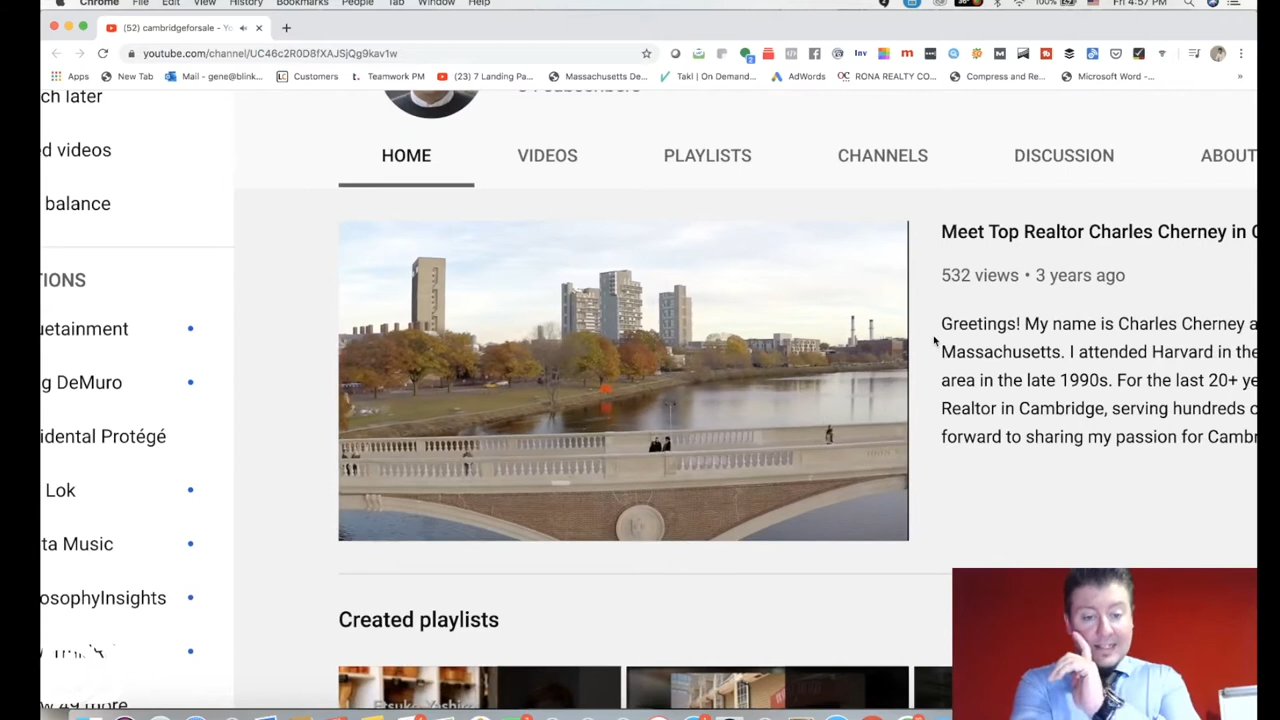 Chrome File Edit View History Bookmarks People Tab Window Help 100% Fri 4:57 PM
(52) cambridgeforsale - Yo
youtube.com/channel/UC46c2R0D8fXAJSjQg9kav1w
Apps New Tab Mail - gene@blink... Customers Teamwork PM (23) 7 Landing Pa... Massachusetts De... Takl | On Demand... AdWords RONA REALTY CO... Compress and Re... Microsoft Word -... »
ch later
ed videos
balance
HOME VIDEOS PLAYLISTS CHANNELS DISCUSSION ABOUT
Meet Top Realtor Charles Cherney in C
532 views • 3 years ago
TIONS
uetainment
Greetings! My name is Charles Cherney a
Massachusetts. I attended Harvard in the
g DeMuro
area in the late 1990s. For the last 20+ ye
Realtor in Cambridge, serving hundreds o
idental Protégé
forward to sharing my passion for Camb
Lok
ta Music
osophyInsights
Created playlists